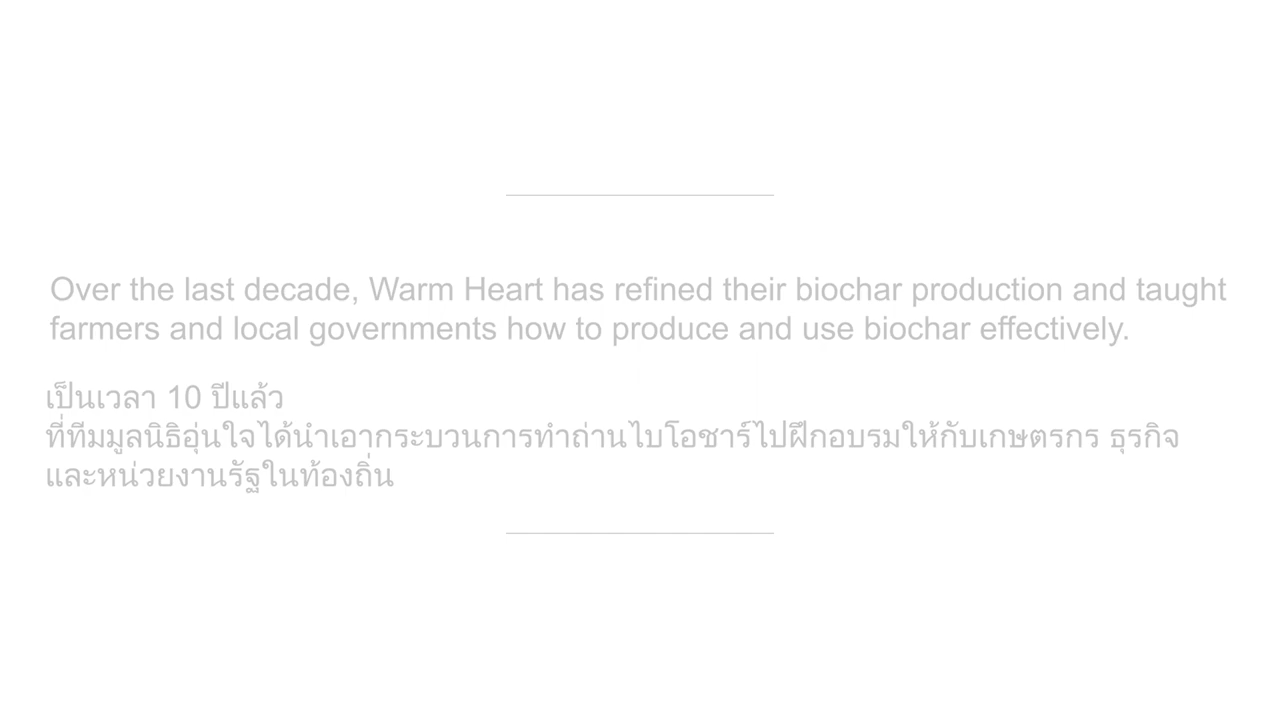 Over the last decade, Warm Heart has refined their biochar production and taught
farmers and local governments how to produce and use biochar effectively.
เป็นเวลา 10 ปีแล้ว
ที่ทีมมูลนิธิอุ่นใจได้นำเอากระบวนการทำถ่านไบโอชาร์ไปฝึกอบรมให้กับเกษตรกร ธุรกิจ
และหน่วยงานรัฐในท้องถิ่น